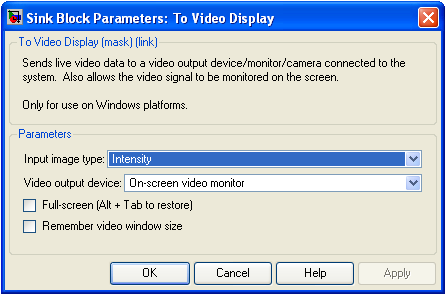 Sink Block Parameters: To Video Display
To Video Display (mask) (link)
Sends live video data to a video output device/monitor/camera connected to the
system. Also allows the video signal to be monitored on the screen.
Only for use on Windows platforms.
Parameters
Input image type: Intensity
Video output device: On-screen video monitor
Full-screen (Alt + Tab to restore)
Remember video window size
OK Cancel Help Apply